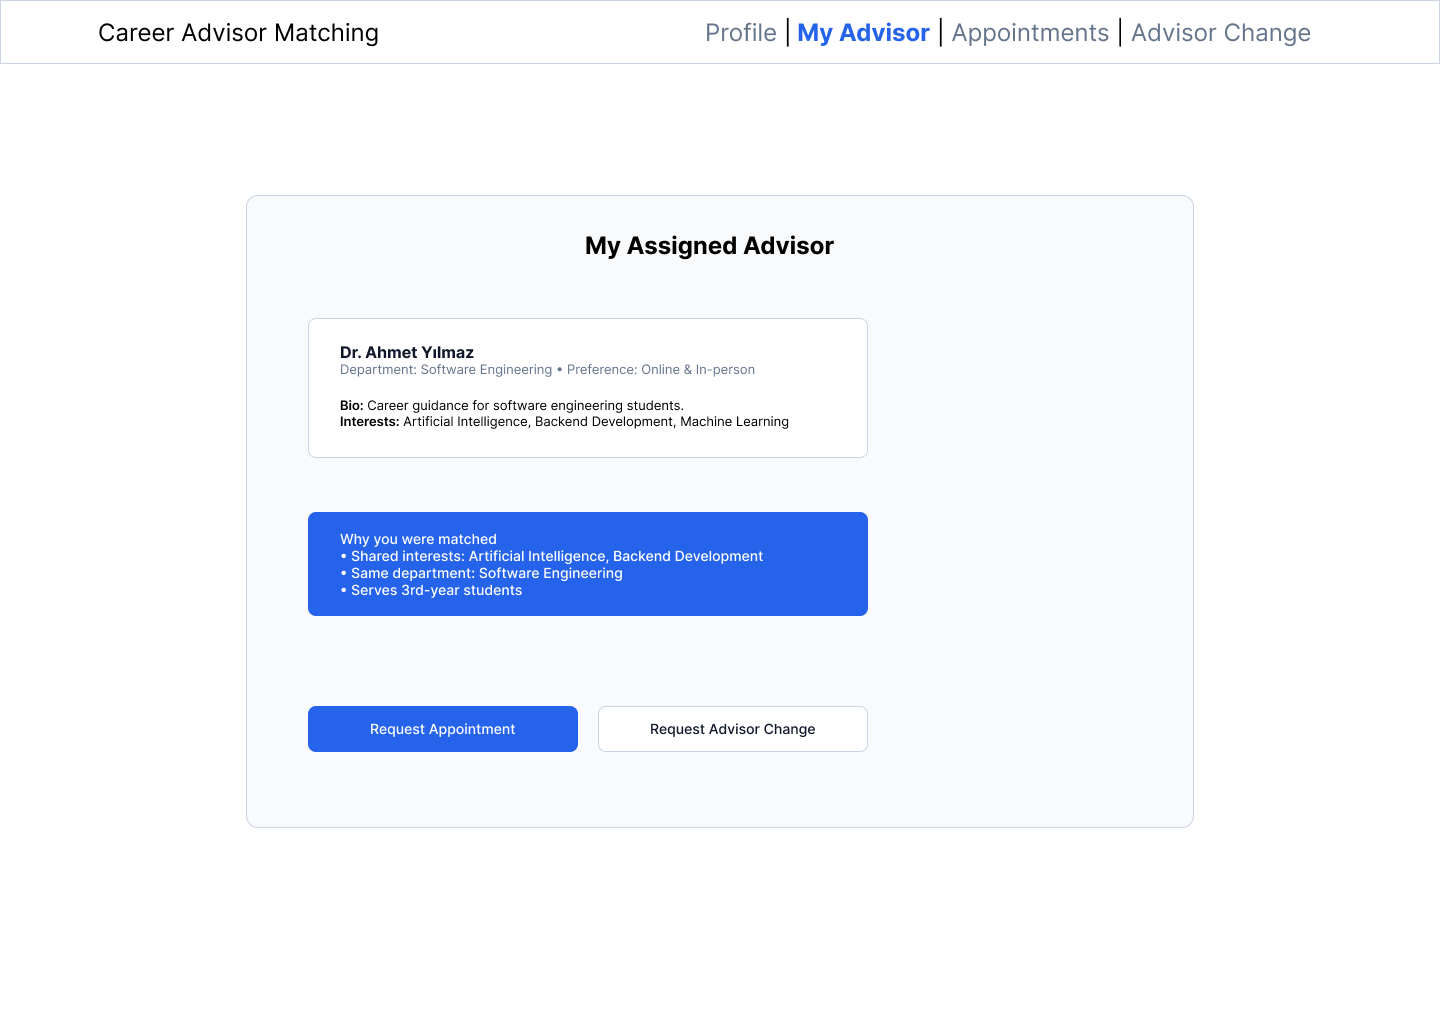 Career Advisor Matching
Profile | My Advisor | Appointments | Advisor Change
My Assigned Advisor
Dr. Ahmet Yılmaz
Department: Software Engineering • Preference: Online & In-person
Bio: Career guidance for software engineering students.
Interests: Artificial Intelligence, Backend Development, Machine Learning
Why you were matched
• Shared interests: Artificial Intelligence, Backend Development
• Same department: Software Engineering
• Serves 3rd-year students
Request Appointment
Request Advisor Change